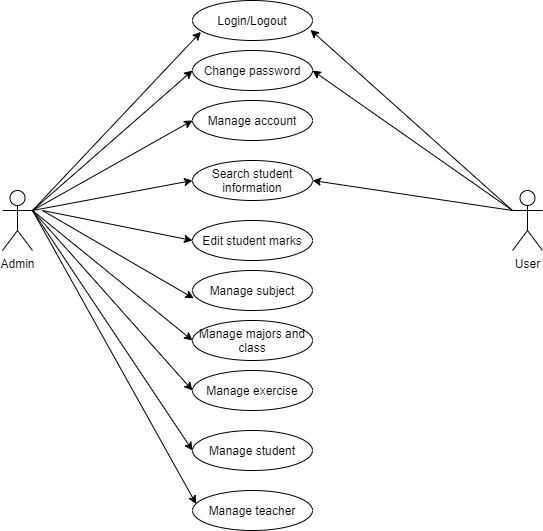 Login/Logout
Change password
Manage account
Search student
information
Admin
User
Edit student marks
Manage subject
Manage majors and
class
Manage exercise
Manage student
Manage teacher